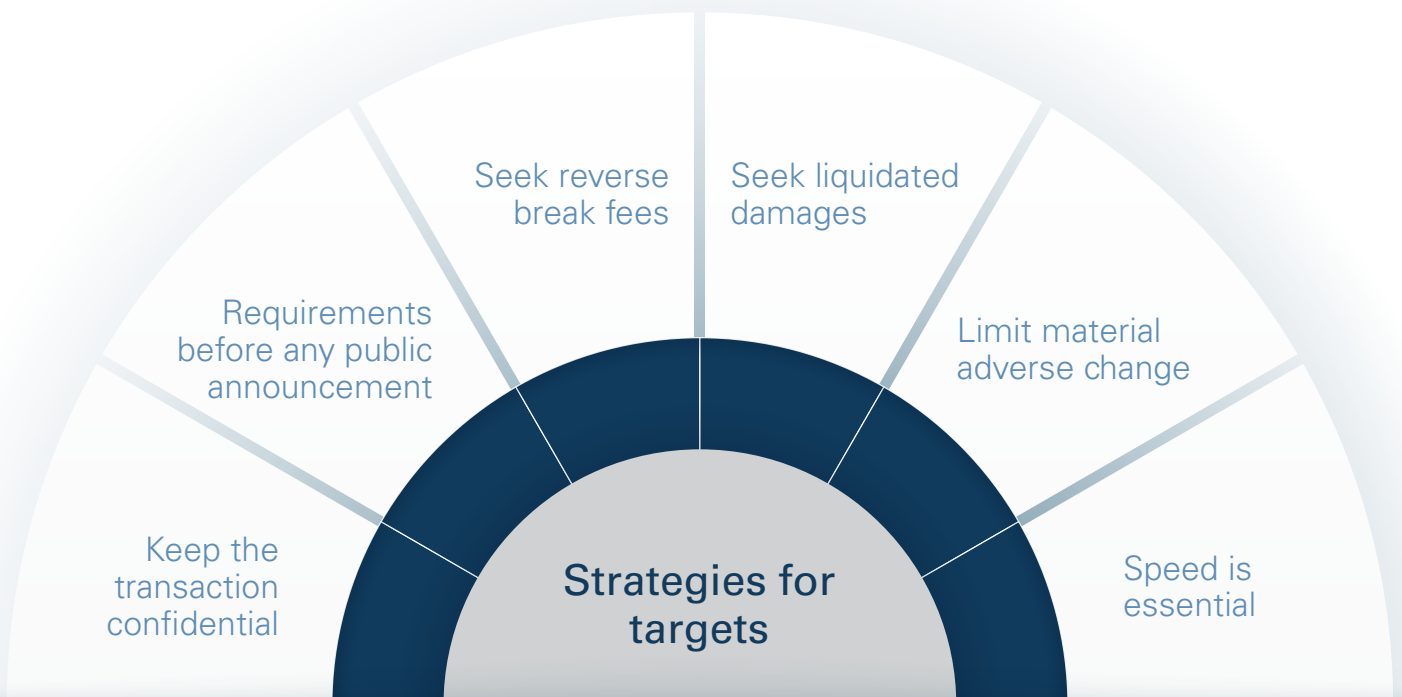 Keep the
transaction
confidential
Requirements
before any public
announcement
Seek reverse
break fees
Seek liquidated
damages
Limit material
adverse change
Speed is
essential
Strategies for
targets